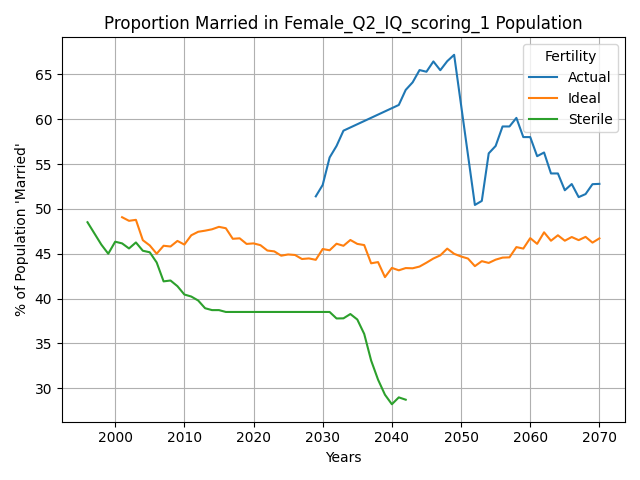 Proportion Married in Female_Q2_IQ_scoring_1 Population
% of Population 'Married'
65
60
55
50
45
40
35
30
Fertility
Actual
Ideal
Sterile
2000 2010 2020 2030 2040 2050 2060 2070
Years